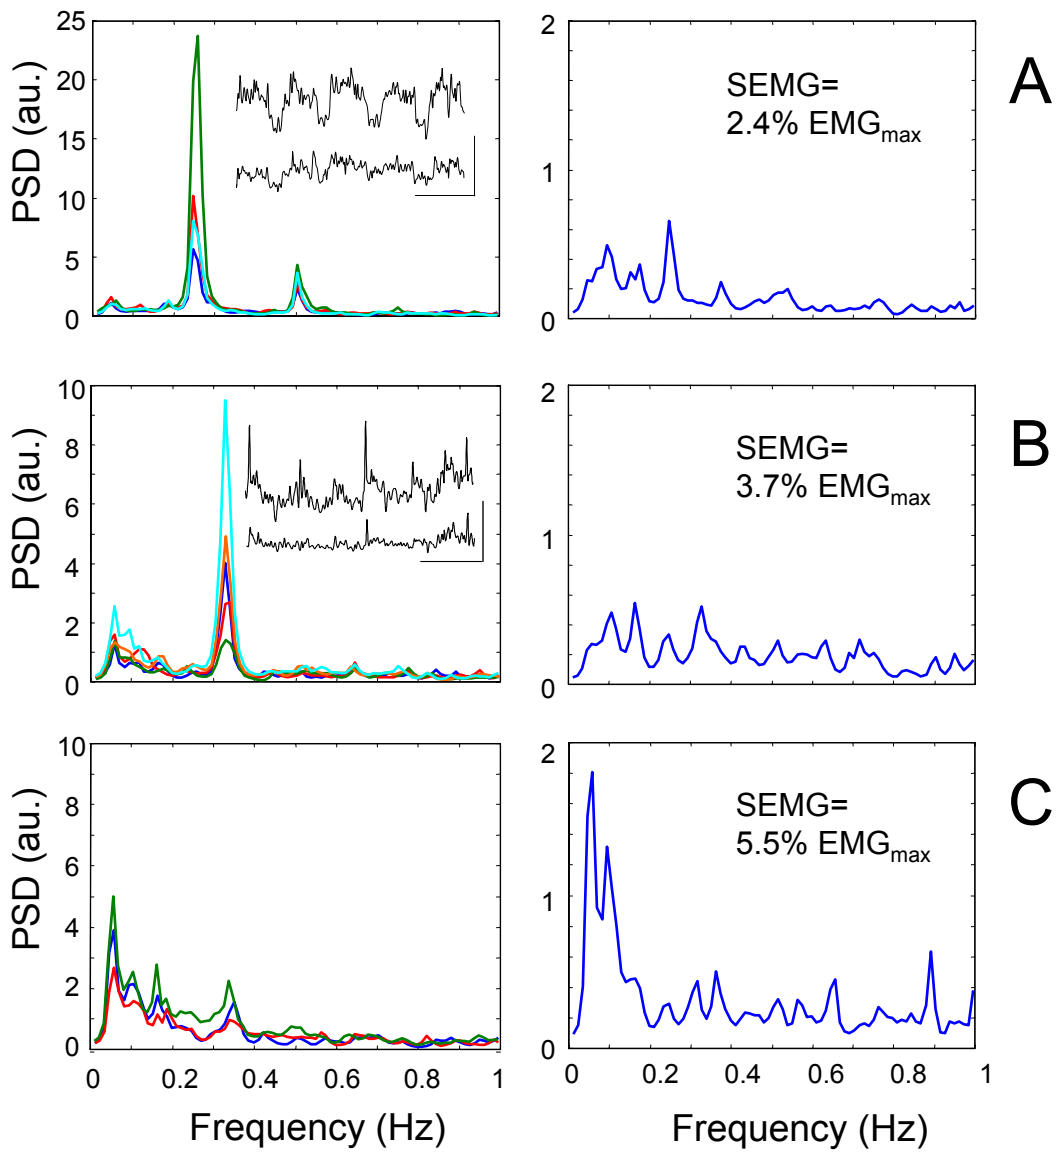 25
20
15
10
5
0
PSD (au.)
2
1
0
SEMG=
2.4% EMGmax
A
10
8
6
4
2
0
PSD (au.)
2
1
0
SEMG=
3.7% EMGmax
B
10
8
6
4
2
0
PSD (au.)
0 0.2 0.4 0.6 0.8 1
Frequency (Hz)
2
1
0
SEMG=
5.5% EMGmax
C
0 0.2 0.4 0.6 0.8 1
Frequency (Hz)